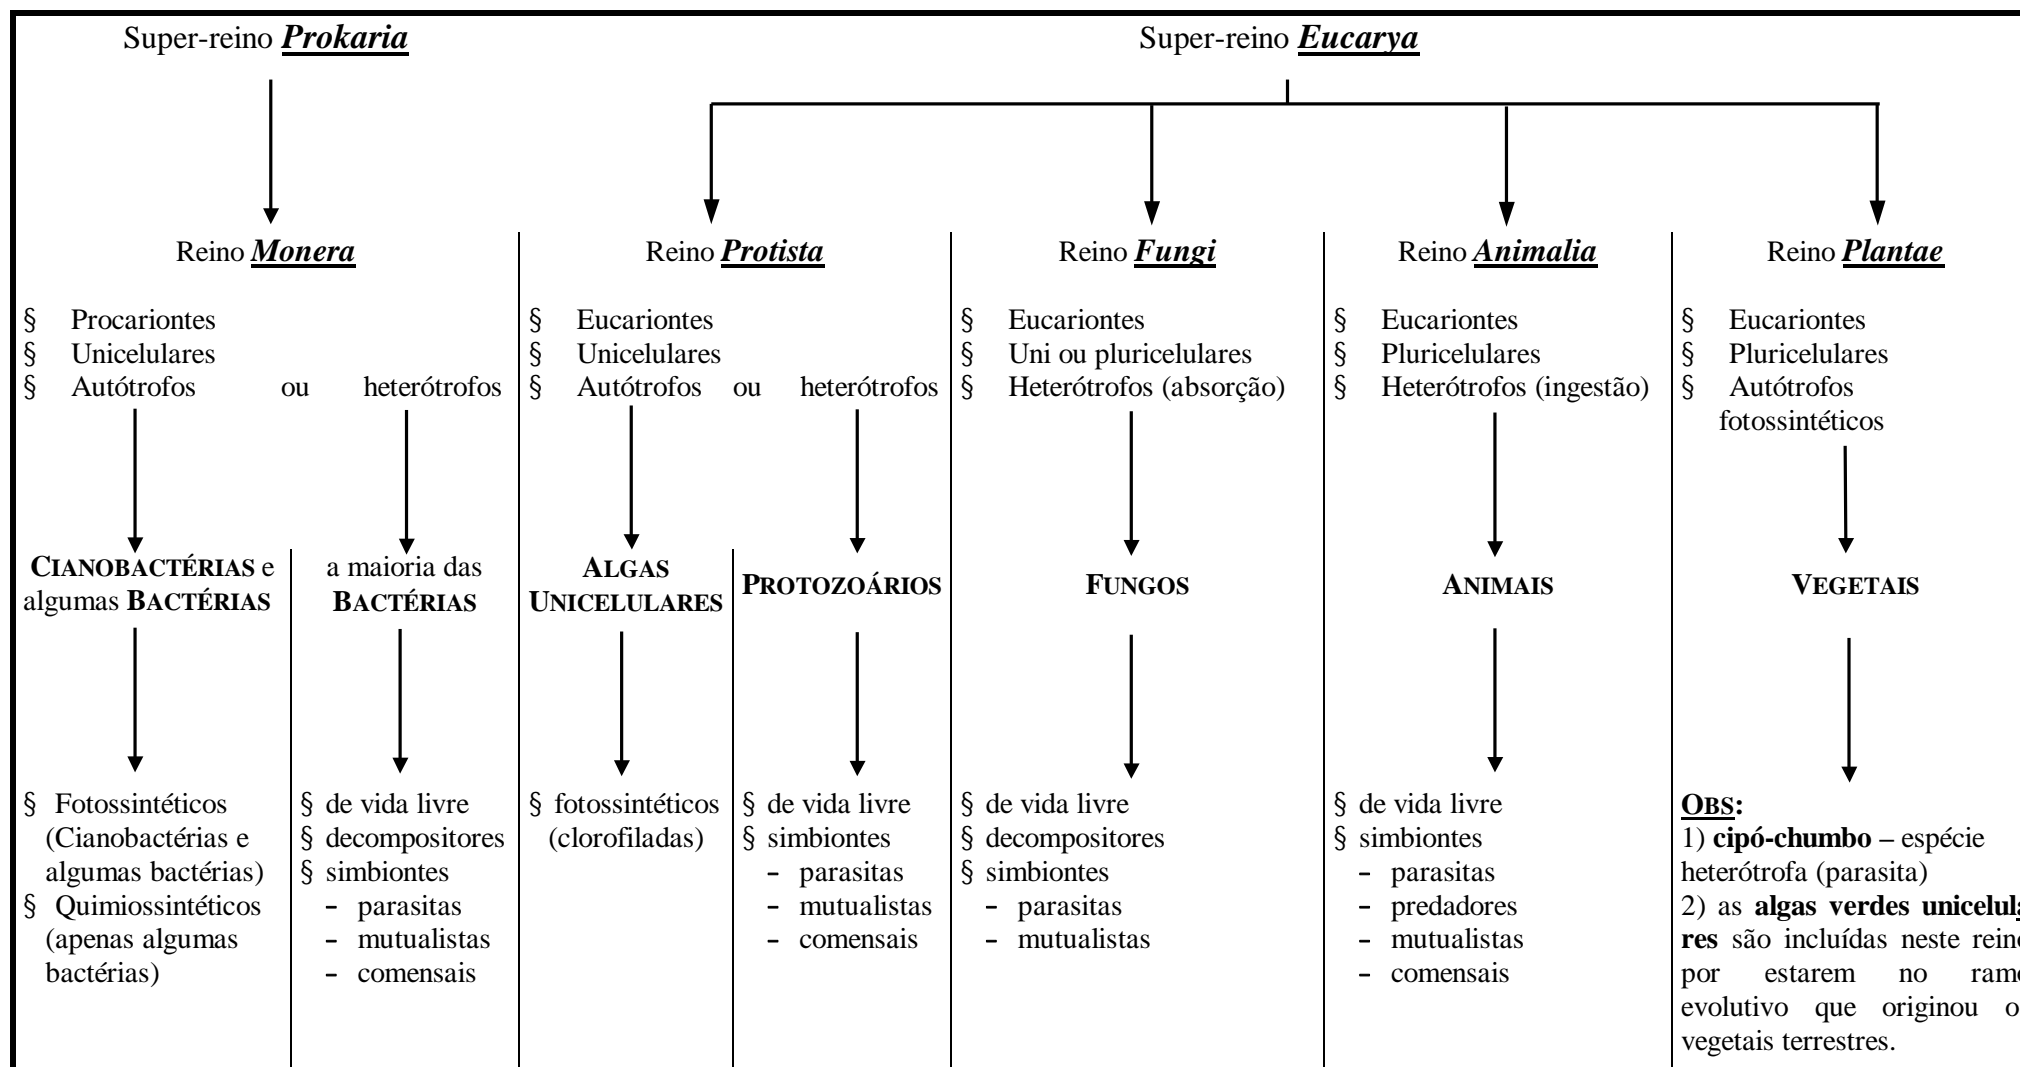 Super-reino Prokaria
Super-reino Eucarya
Reino Monera
§ Procariontes
§ Unicelulares
§ Autótrofos ou heterótrofos
CIANOBACTÉRIAS e
algumas BACTÉRIAS
§ Fotossintéticos
(Cianobactérias e
algumas bactérias)
§ Quimiossintéticos
(apenas algumas
bactérias)
a maioria das
BACTÉRIAS
§ de vida livre
§ decompositores
§ simbiontes
- parasitas
- mutualistas
- comensais
Reino Protista
§ Eucariontes
§ Unicelulares
§ Autótrofos ou heterótrofos
ALGAS
UNICELULARES
§ fotossintéticos
(clorofiladas)
PROTOZOÁRIOS
§ de vida livre
§ simbiontes
- parasitas
- mutualistas
- comensais
Reino Fungi
§ Eucariontes
§ Uni ou pluricelulares
§ Heterótrofos (absorção)
FUNGOS
§ de vida livre
§ decompositores
§ simbiontes
- parasitas
- mutualistas
Reino Animalia
§ Eucariontes
§ Pluricelulares
§ Heterótrofos (ingestão)
ANIMAIS
§ de vida livre
§ simbiontes
- parasitas
- predadores
- mutualistas
- comensais
Reino Plantae
§ Eucariontes
§ Pluricelulares
§ Autótrofos
fotossintéticos
VEGETAIS
OBS:
1) cipó-chumbo – espécie
heterótrofa (parasita)
2) as algas verdes unicelula
res são incluídas neste reino
por estarem no ramo
evolutivo que originou o
vegetais terrestres.